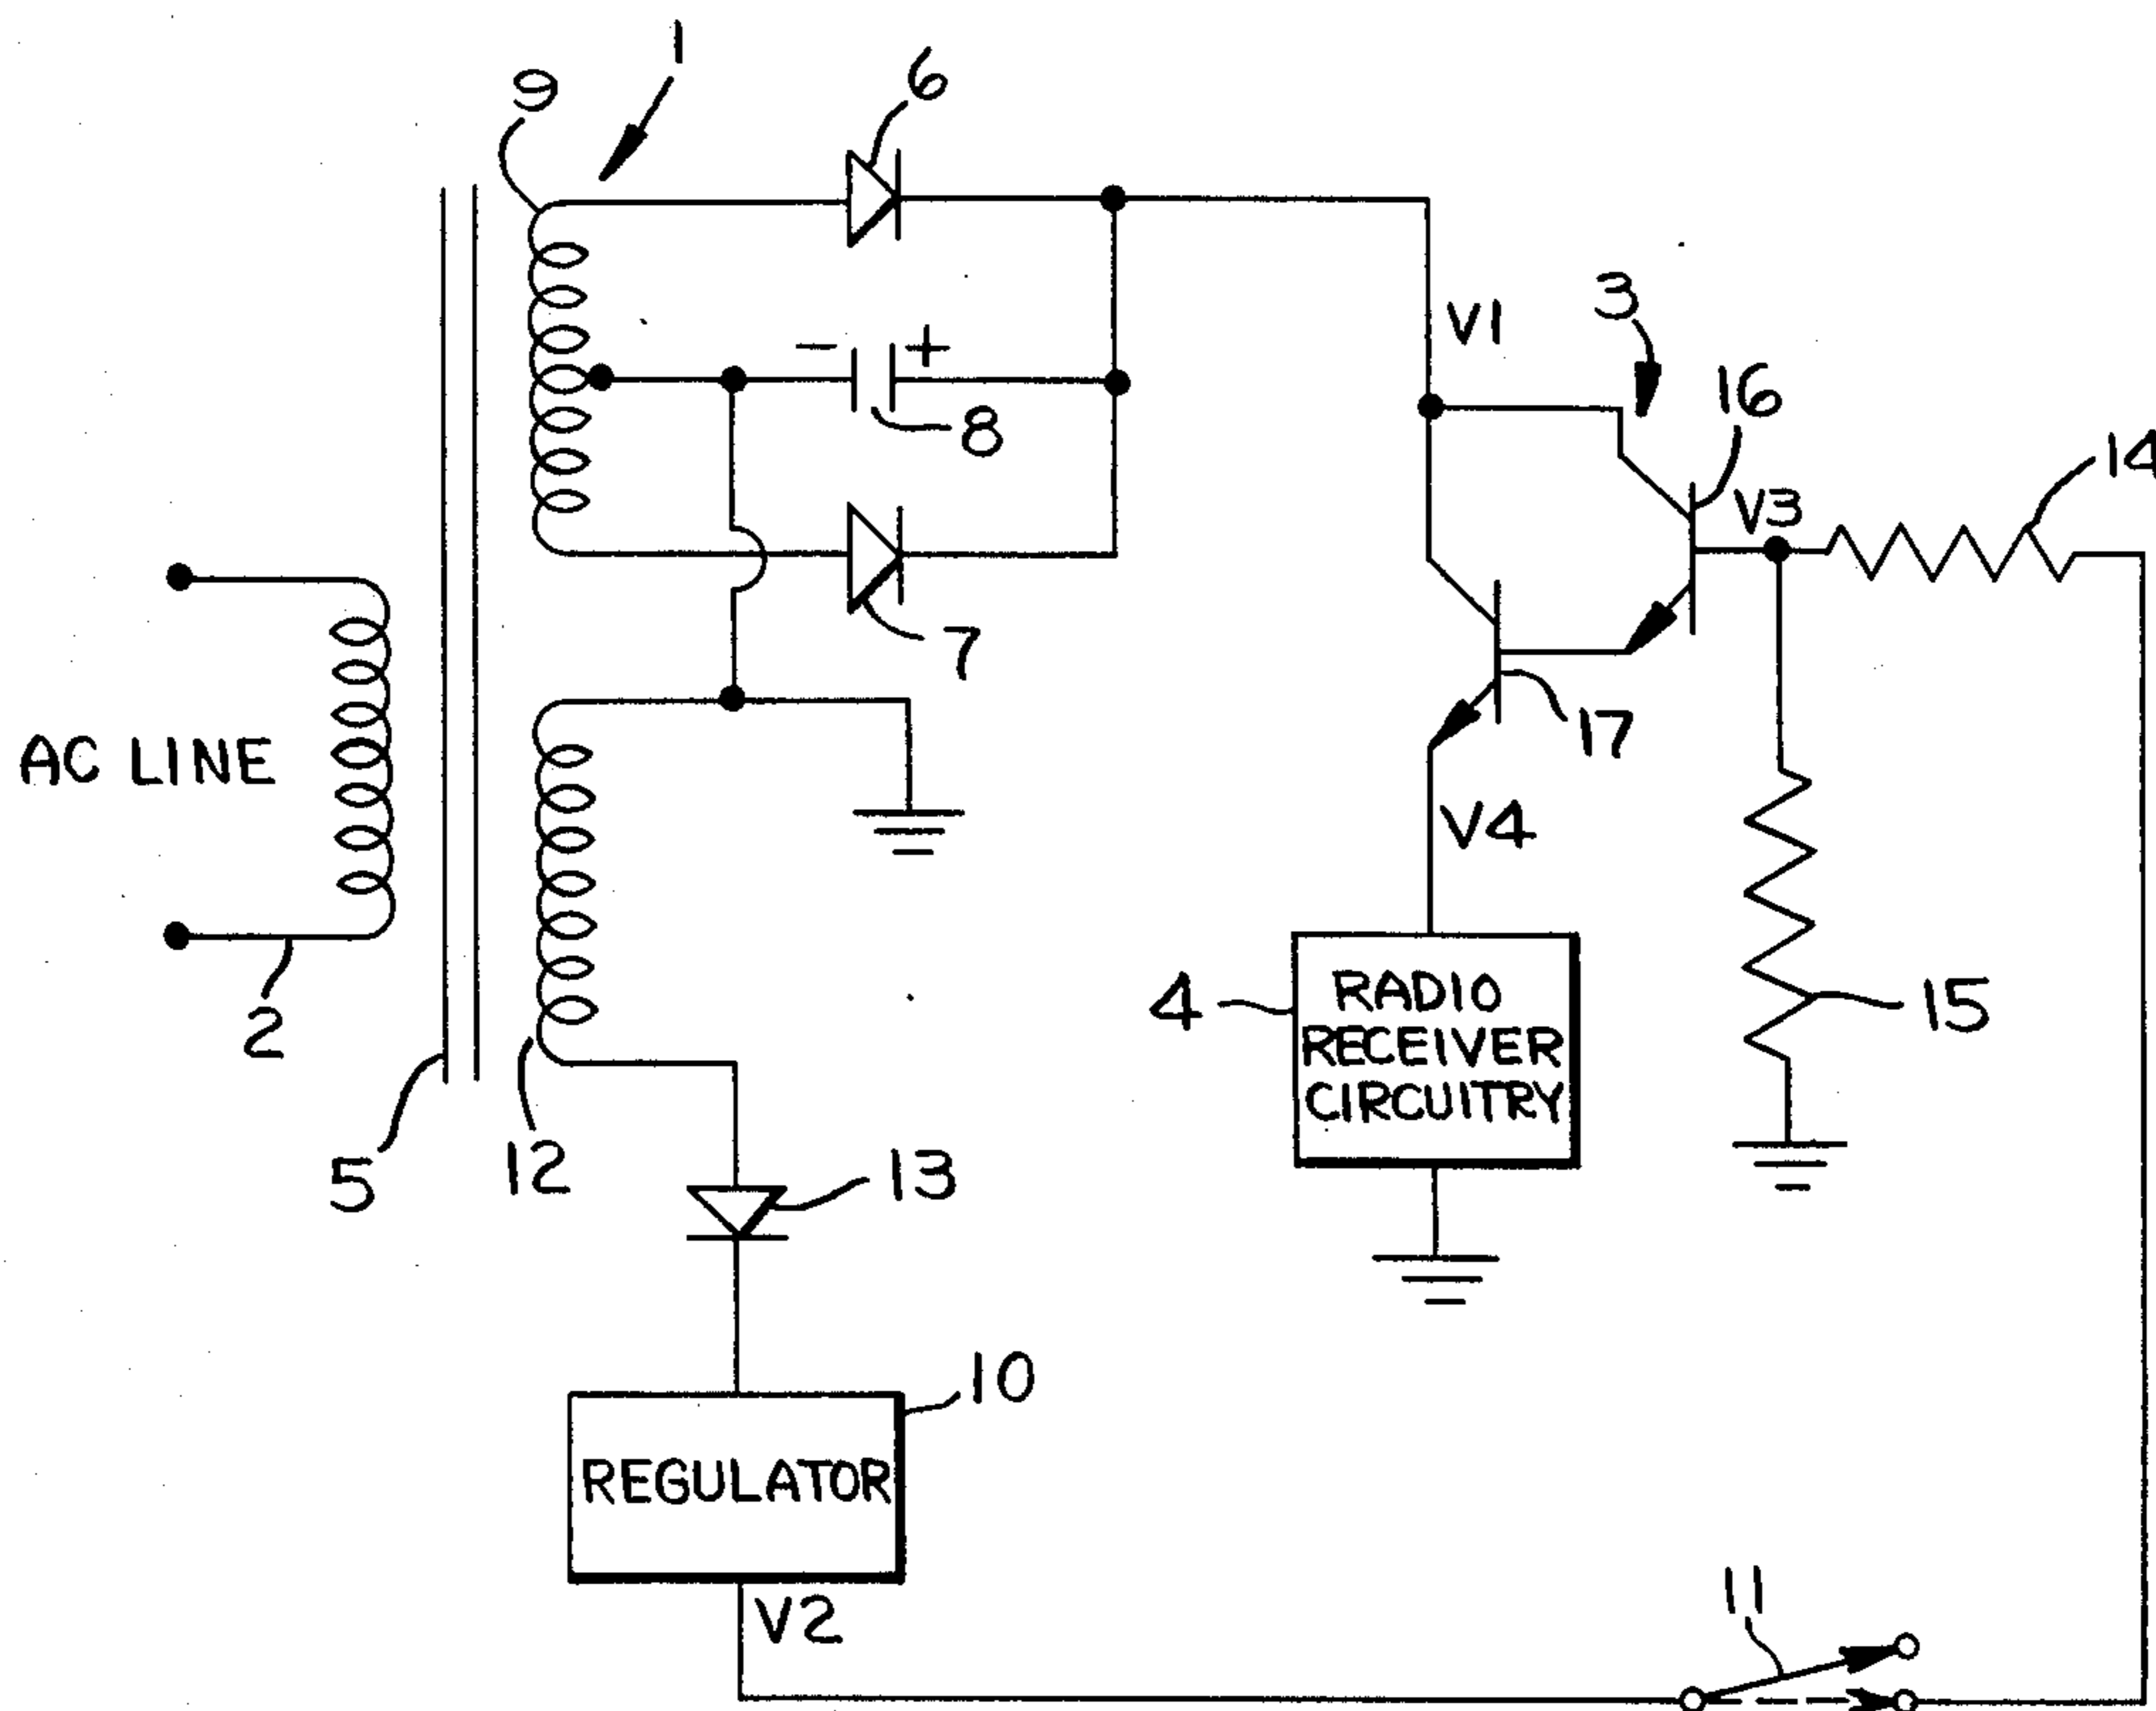 1
9
6
V1
3
16
- +
8
14
V3
7
17
AC LINE
V4
2
4
RADIO
RECEIVER
CIRCUITRY
15
5
12
13
10
REGULATOR
V2
11